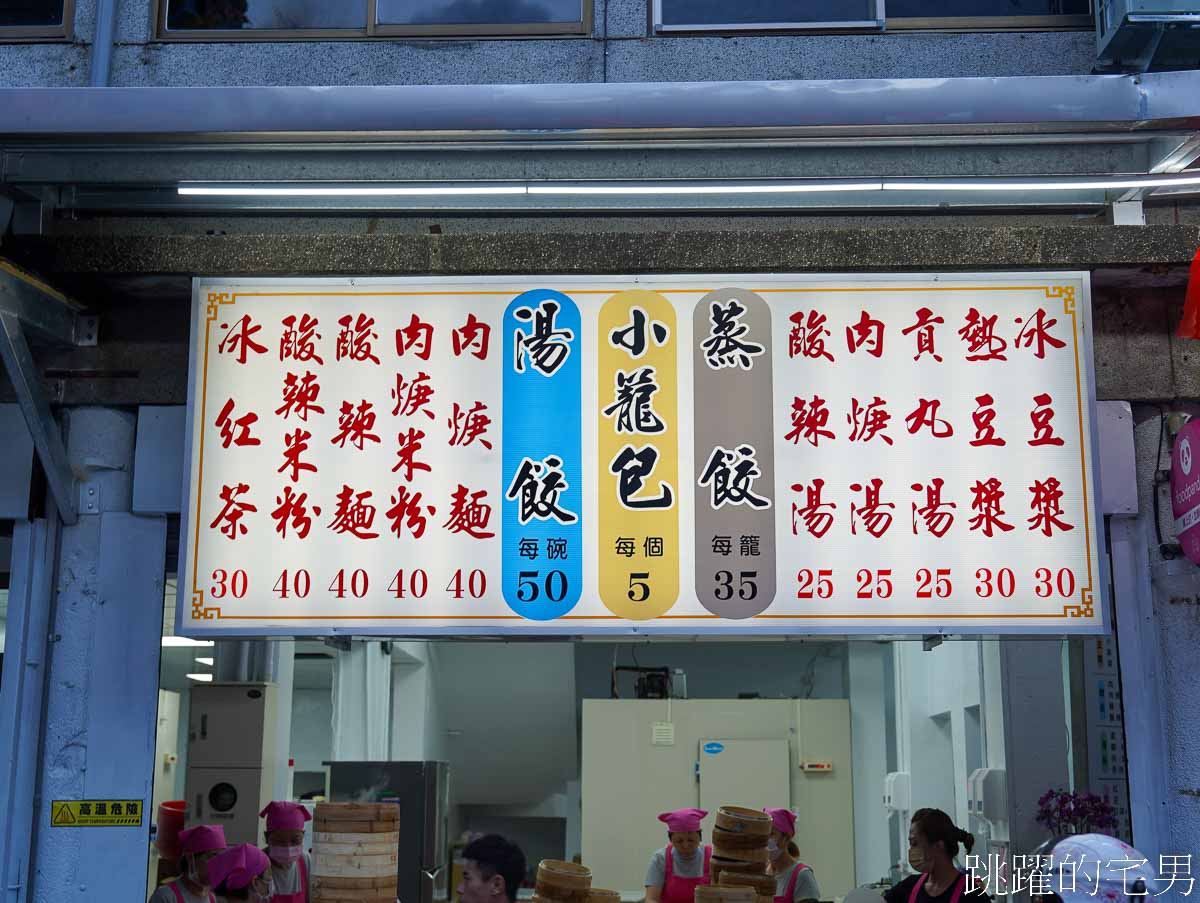 冰豆漿 30
熱豆漿 30
貢丸湯 25
肉焿湯 25
酸辣湯 25
蒸餃 每籠 35
小籠包 每個 5
湯餃 每碗 50
肉焿麵 40
肉焿米粉 40
酸辣麵 40
酸辣米粉 40
冰紅茶 30
高溫危險
跳躍的宅男